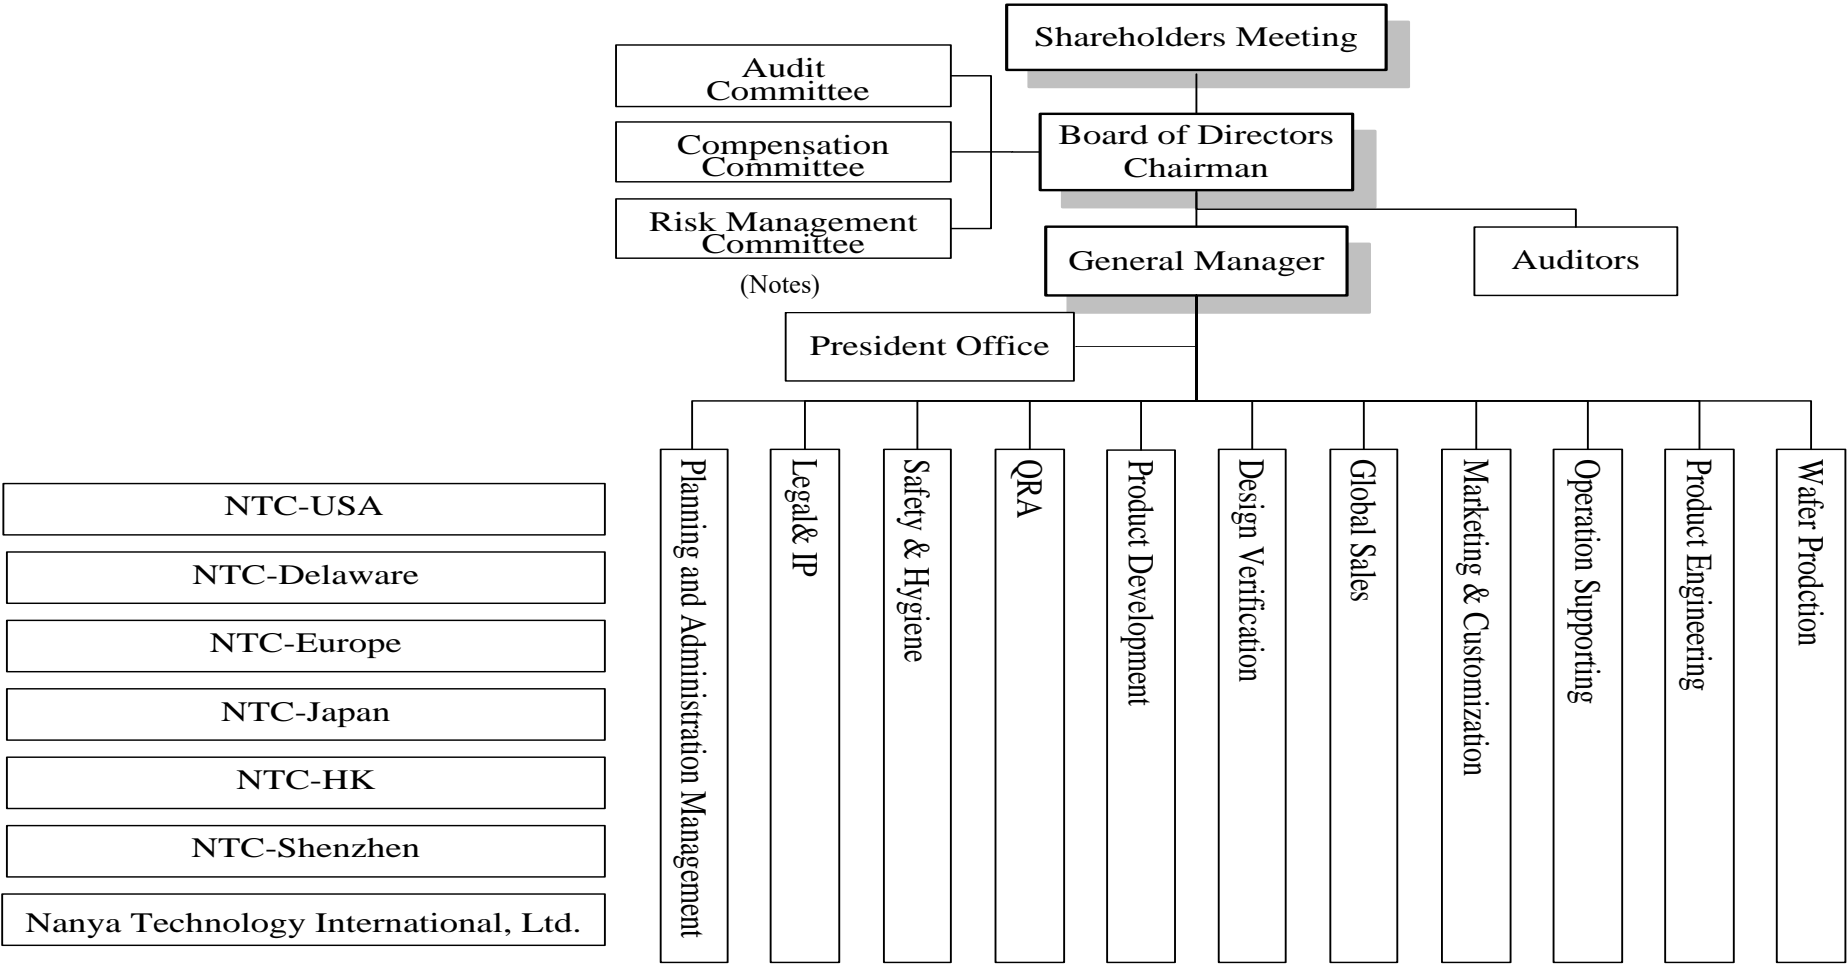 Shareholders Meeting
Audit
Committee
Compensation
Committee
Risk Management
Committee
(Notes)
Board of Directors
Chairman
General Manager
Auditors
President Office
Planning and Administration Management
Legal& IP
Safety & Hygiene
QRA
Product Development
Design Verification
Global Sales
Marketing & Customization
Operation Supporting
Product Engineering
Wafer Prodction
NTC-USA
NTC-Delaware
NTC-Europe
NTC-Japan
NTC-HK
NTC-Shenzhen
Nanya Technology International, Ltd.